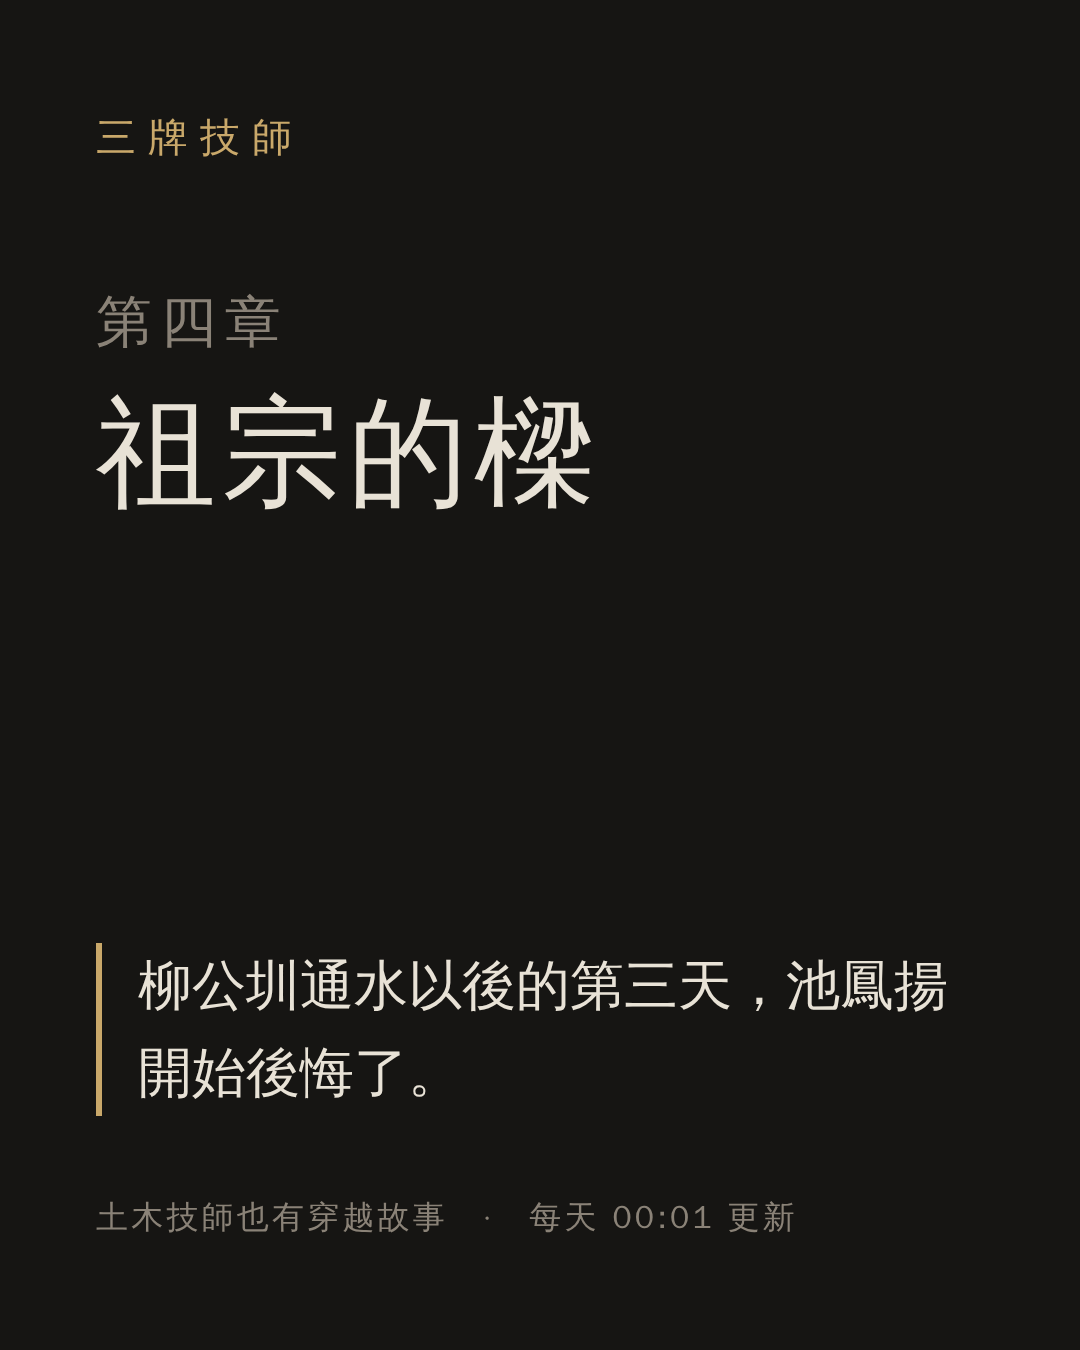 三牌技師
第四章
祖宗的樑
柳公圳通水以後的第三天，池鳳揚
開始後悔了。
土木技師也有穿越故事 · 每天 00:01 更新